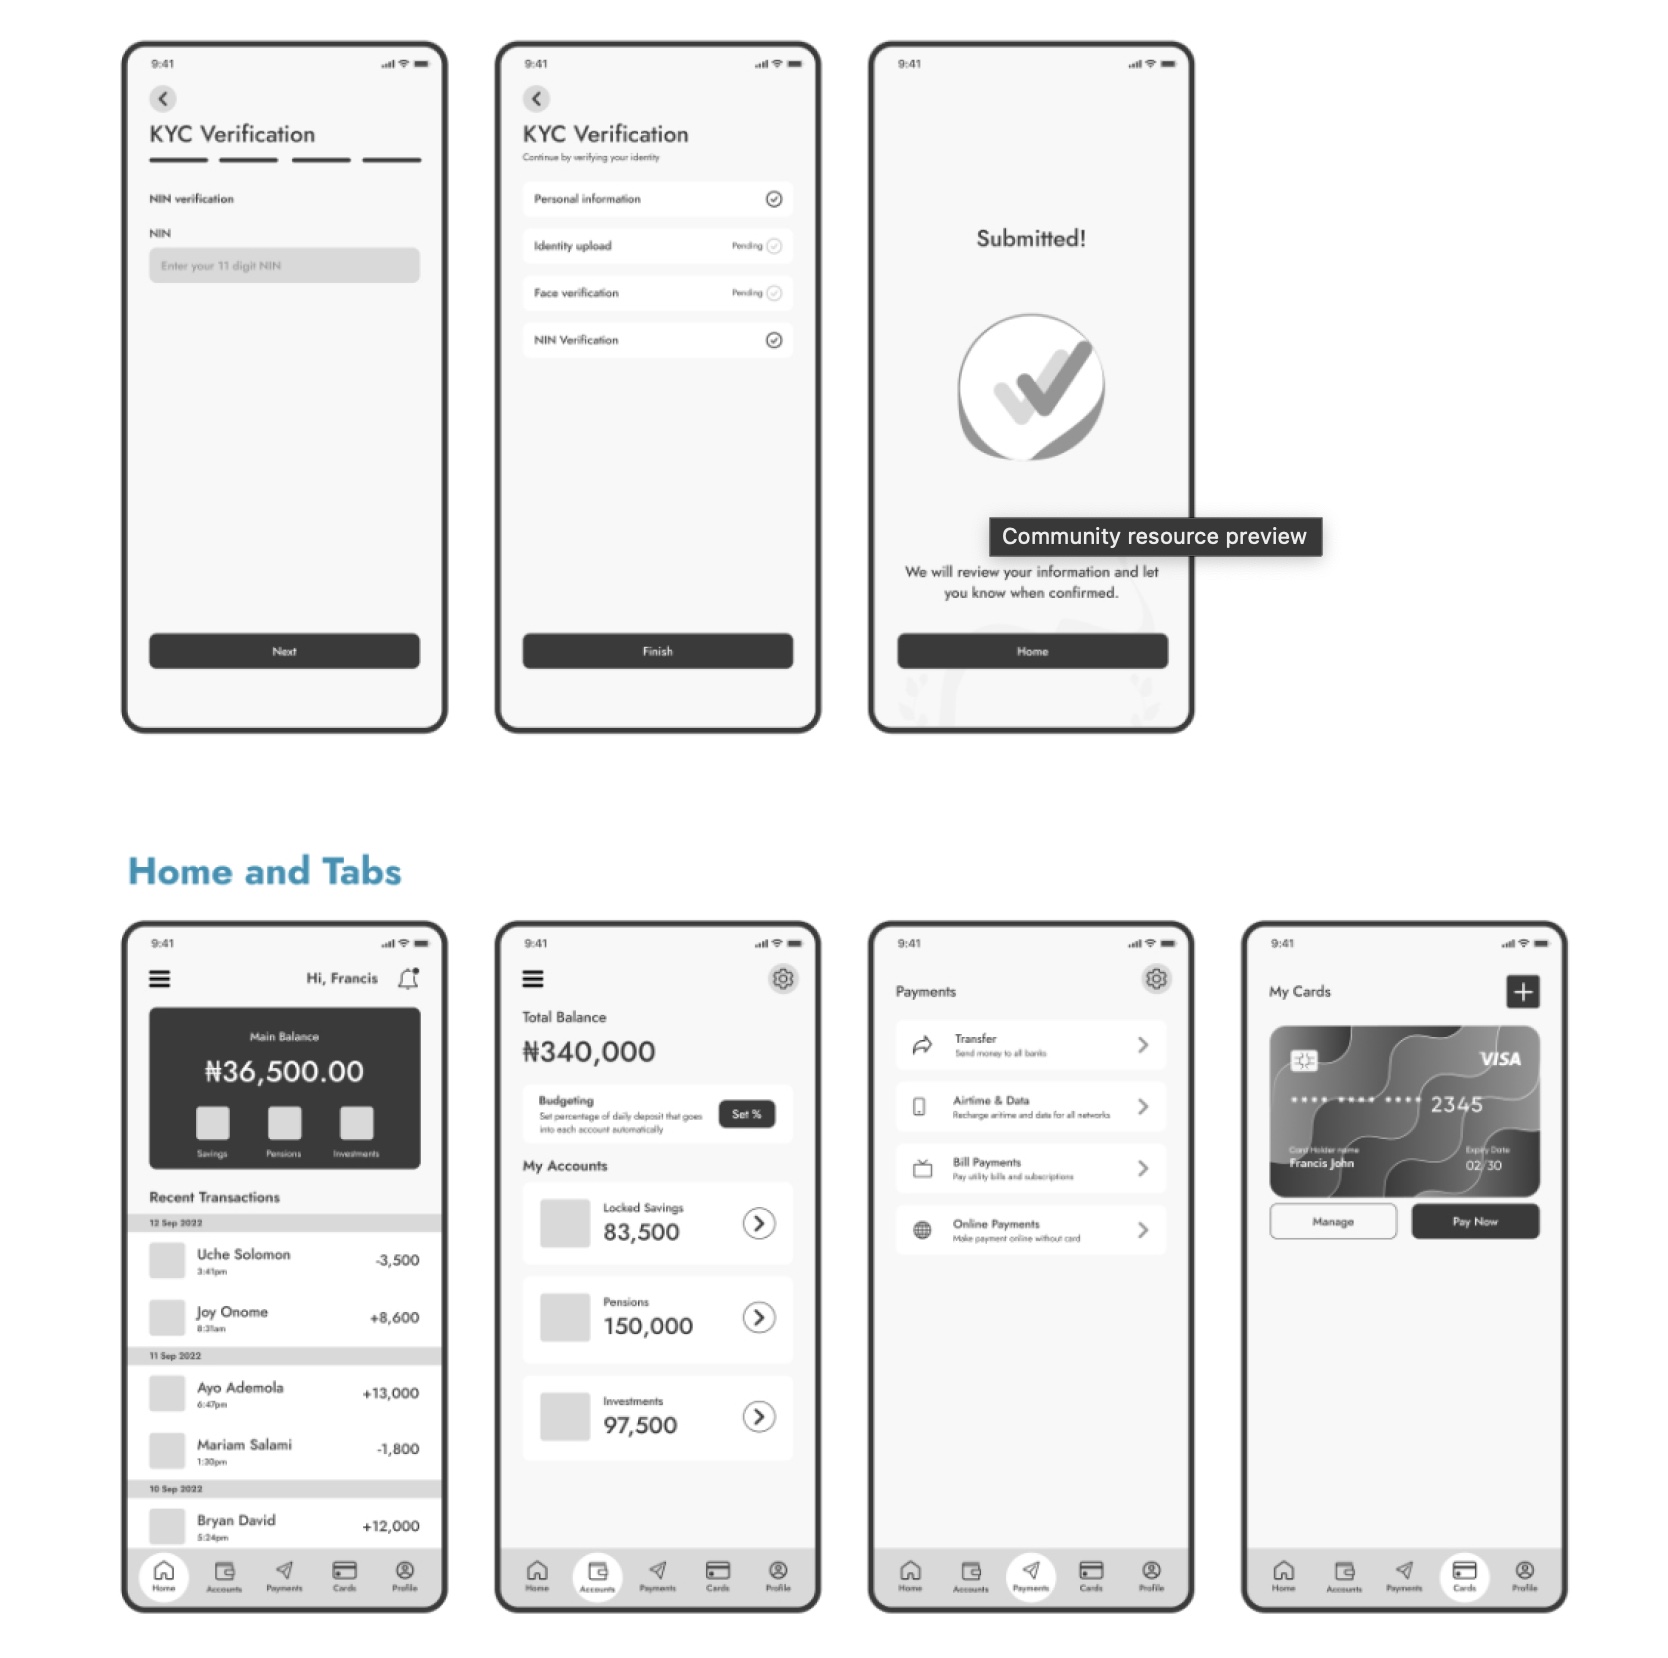 9:41
KYC Verification
NIN verification
NIN
Enter your 11 digit NIN
Next
9:41
KYC Verification
Continue by verifying your identity
Personal information
Identity upload
Pending
Face verification
Pending
NIN Verification
Finish
9:41
Submitted!
Community resource preview
We will review your information and let
you know when confirmed.
Home
Home and Tabs
9:41
Hi, Francis
Main Balance
₦36,500.00
Savings
Pensions
Investments
Recent Transactions
12 Sep 2022
Uche Solomon
-3,500
3:41pm
Joy Onome
+8,600
8:31am
11 Sep 2022
Ayo Ademola
+13,000
6:47pm
Mariam Salami
-1,800
1:30pm
10 Sep 2022
Bryan David
+12,000
5:24pm
Home
Accounts
Payments
Cards
Profile
9:41
Total Balance
₦340,000
Budgeting
Set percentage of daily deposit that goes
into each account automatically
Set %
My Accounts
Locked Savings
83,500
Pensions
150,000
Investments
97,500
Home
Accounts
Payments
Cards
Profile
9:41
Payments
Transfer
Send money to all banks
Airtime & Data
Recharge aritime and data for all networks
Bill Payments
Pay utility bills and subscriptions
Online Payments
Make payment online without card
Home
Accounts
Payments
Cards
Profile
9:41
My Cards
VISA
**** **** **** 2345
Card Holder name
Francis John
Expiry Date
02/30
Manage
Pay Now
Home
Accounts
Payments
Cards
Profile